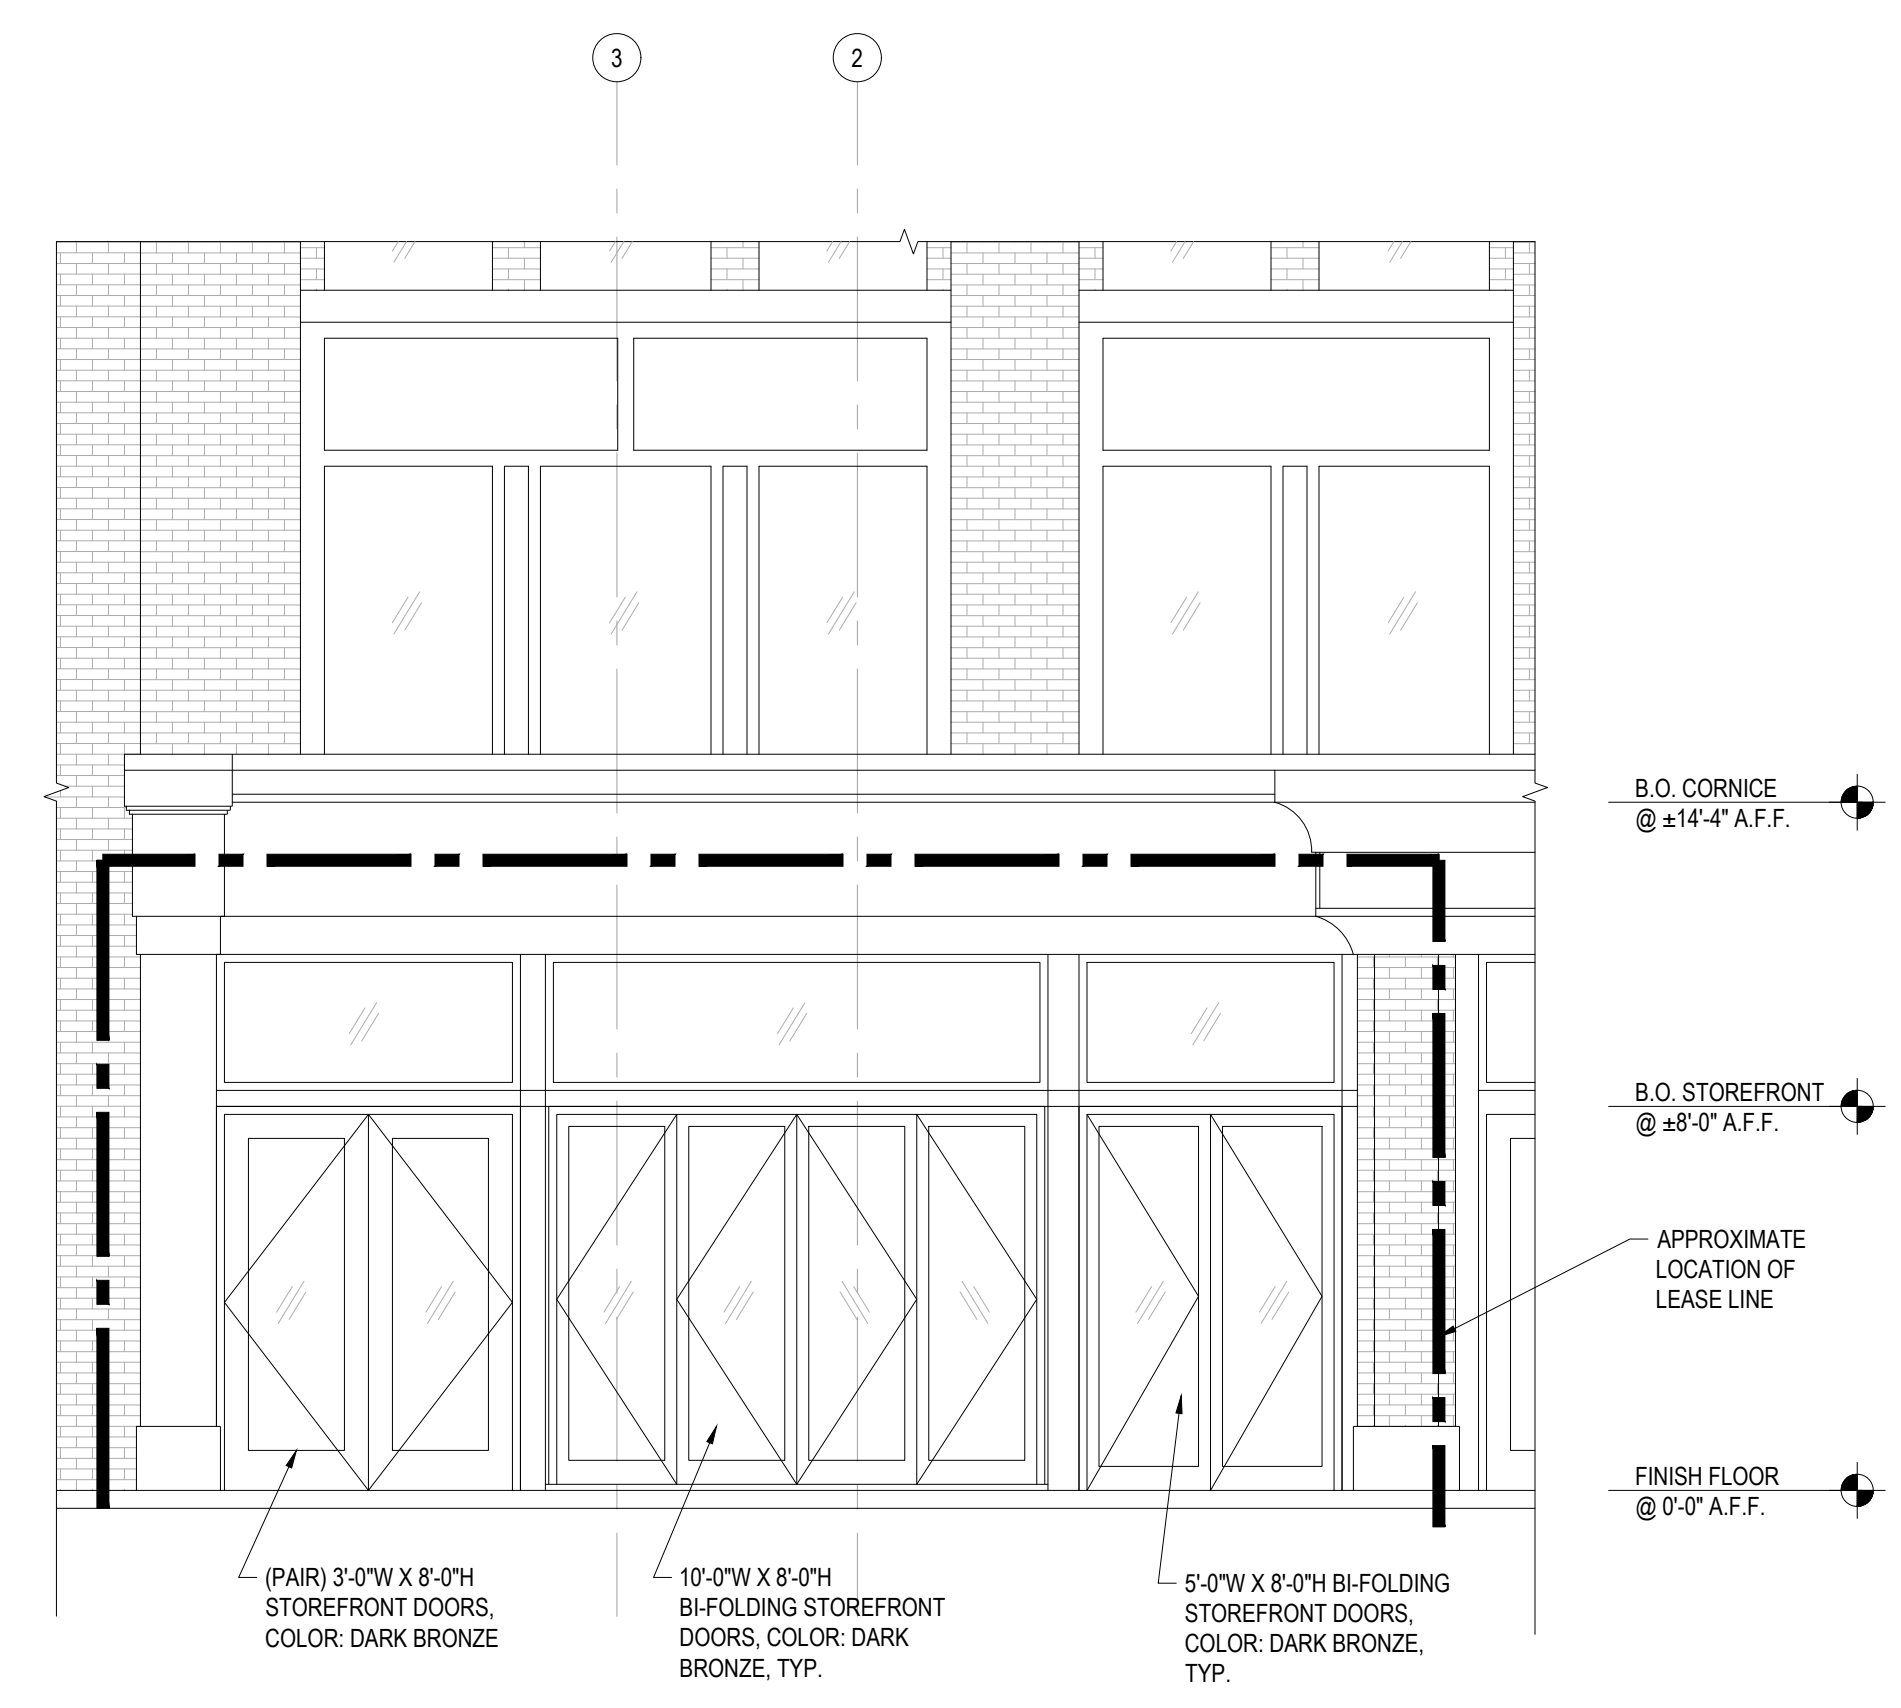 3
2
B.O. CORNICE
@ ±14'-4" A.F.F.
B.O. STOREFRONT
@ ±8'-0" A.F.F.
APPROXIMATE
LOCATION OF
LEASE LINE
FINISH FLOOR
@ 0'-0" A.F.F.
(PAIR) 3'-0"W X 8'-0"H
STOREFRONT DOORS,
COLOR: DARK BRONZE
10'-0"W X 8'-0"H
BI-FOLDING STOREFRONT
DOORS, COLOR: DARK
BRONZE, TYP.
5'-0"W X 8'-0"H BI-FOLDING
STOREFRONT DOORS,
COLOR: DARK BRONZE,
TYP.